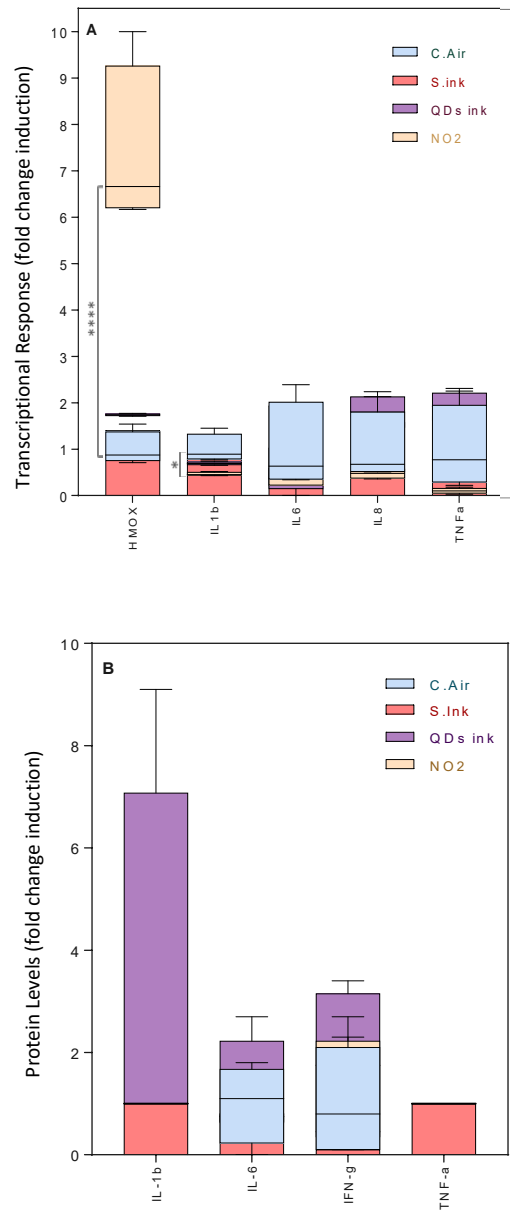 A
C.Air
S.ink
QDs ink
NO2
Transcriptional Response (fold change induction)
10
9
8
7
6
5
4
3
2
1
0
****
*
HMOX
IL1b
IL6
IL8
TNFa
B
C.Air
S.Ink
QDs ink
NO2
Protein Levels (fold change induction)
10
8
6
4
2
0
IL-1b
IL-6
IFN-g
TNF-a